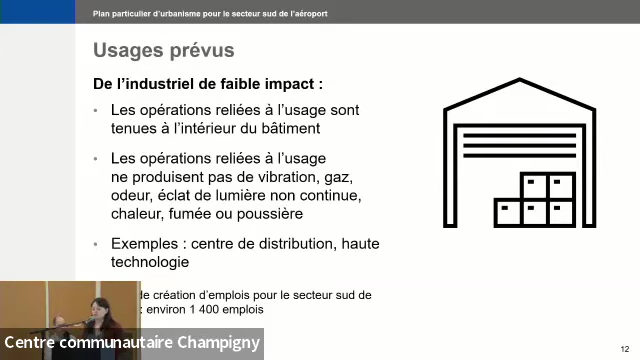 Plan particulier d’urbanisme pour le secteur sud de l’aéroport
Usages prévus
De l’industriel de faible impact :
• Les opérations reliées à l’usage sont
tenues à l’intérieur du bâtiment
• Les opérations reliées à l’usage
ne produisent pas de vibration, gaz,
odeur, éclat de lumière non continue,
chaleur, fumée ou poussière
• Exemples : centre de distribution, haute
technologie
de création d’emplois pour le secteur sud de
: environ 1 400 emplois
Centre communautaire Champigny
12